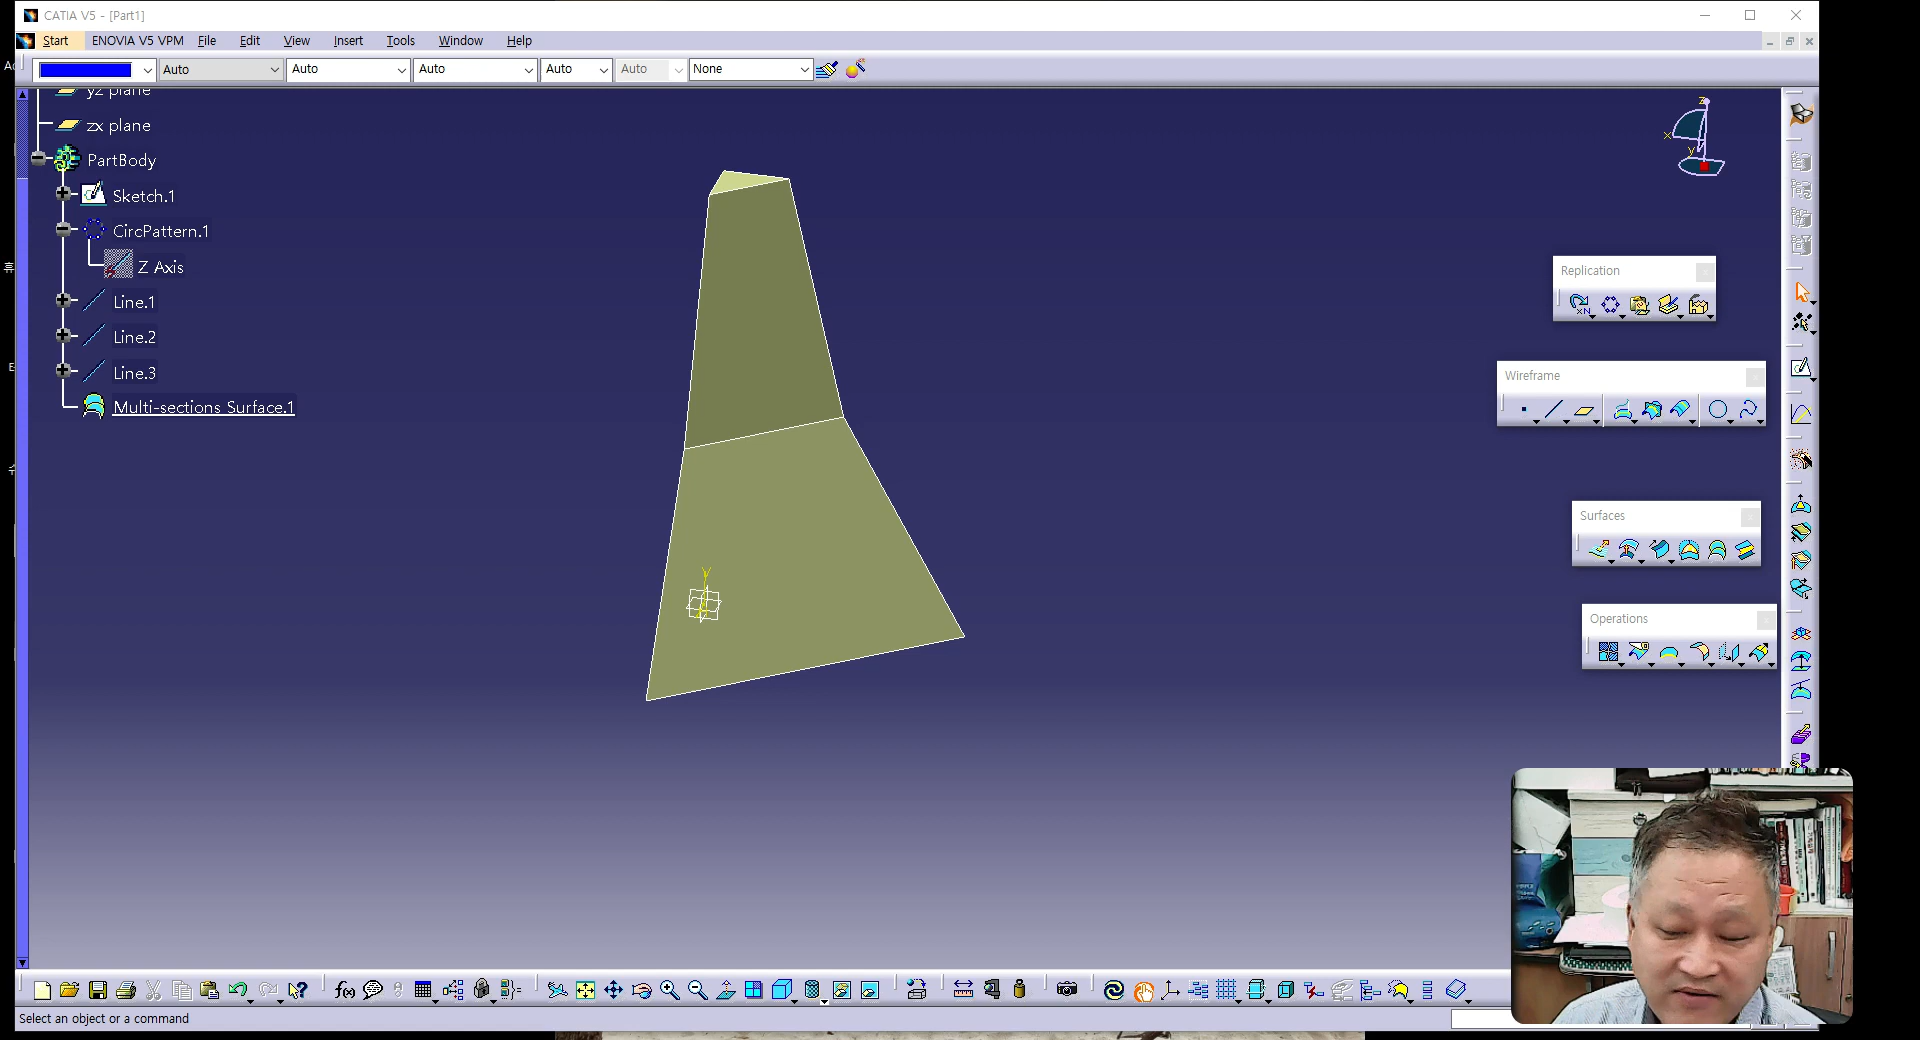 CATIA V5 - [Part1]
Start ENOVIA V5 VPM File Edit View Insert Tools Window Help
Auto Auto Auto Auto Auto None
yz plane
zx plane
PartBody
Sketch.1
CircPattern.1
Z Axis
Line.1
Line.2
Line.3
Multi-sections Surface.1
z
x
y
Replication
Wireframe
Surfaces
Operations
y
Select an object or a command